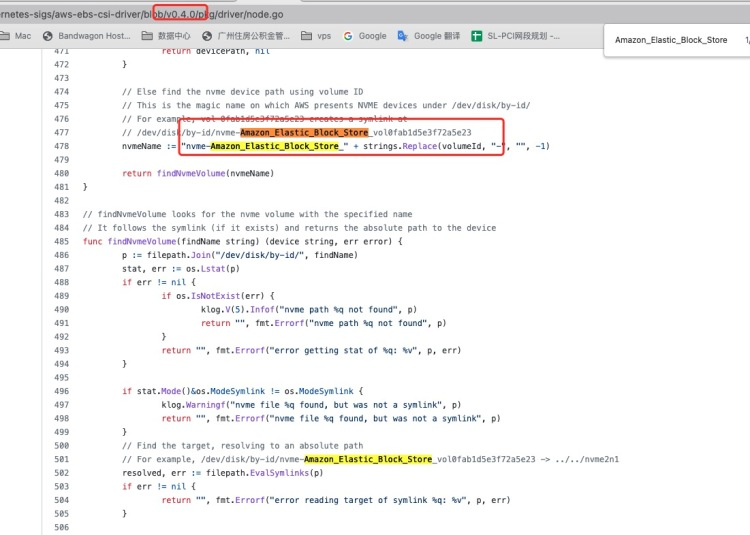 ernetes-sigs/aws-ebs-csi-driver/blob/v0.4.0/pkg/driver/node.go
Mac Bandwagon Host... 数据中心 广州住房公积金管... vps Google Google 翻译 SL-PCI网段规划 -...
Amazon_Elastic_Block_Store 1/
471 return devicePath, nil
472 }
473
474 // Else find the nvme device path using volume ID
475 // This is the magic name on which AWS presents NVME devices under /dev/disk/by-id/
476 // For example, vol-0fab1d5e3f72a5e23 creates a symlink at
477 // /dev/disk/by-id/nvme-Amazon_Elastic_Block_Store_vol0fab1d5e3f72a5e23
478 nvmeName := "nvme-Amazon_Elastic_Block_Store_" + strings.Replace(volumeId, "-", "", -1)
479
480 return findNvmeVolume(nvmeName)
481 }
482
483 // findNvmeVolume looks for the nvme volume with the specified name
484 // It follows the symlink (if it exists) and returns the absolute path to the device
485 func findNvmeVolume(findName string) (device string, err error) {
486 p := filepath.Join("/dev/disk/by-id/", findName)
487 stat, err := os.Lstat(p)
488 if err != nil {
489 if os.IsNotExist(err) {
490 klog.V(5).Infof("nvme path %q not found", p)
491 return "", fmt.Errorf("nvme path %q not found", p)
492 }
493 return "", fmt.Errorf("error getting stat of %q: %v", p, err)
494 }
495
496 if stat.Mode()&os.ModeSymlink != os.ModeSymlink {
497 klog.Warningf("nvme file %q found, but was not a symlink", p)
498 return "", fmt.Errorf("nvme file %q found, but was not a symlink", p)
499 }
500 // Find the target, resolving to an absolute path
501 // For example, /dev/disk/by-id/nvme-Amazon_Elastic_Block_Store_vol0fab1d5e3f72a5e23 -> ../../nvme2n1
502 resolved, err := filepath.EvalSymlinks(p)
503 if err != nil {
504 return "", fmt.Errorf("error reading target of symlink %q: %v", p, err)
505 }
506